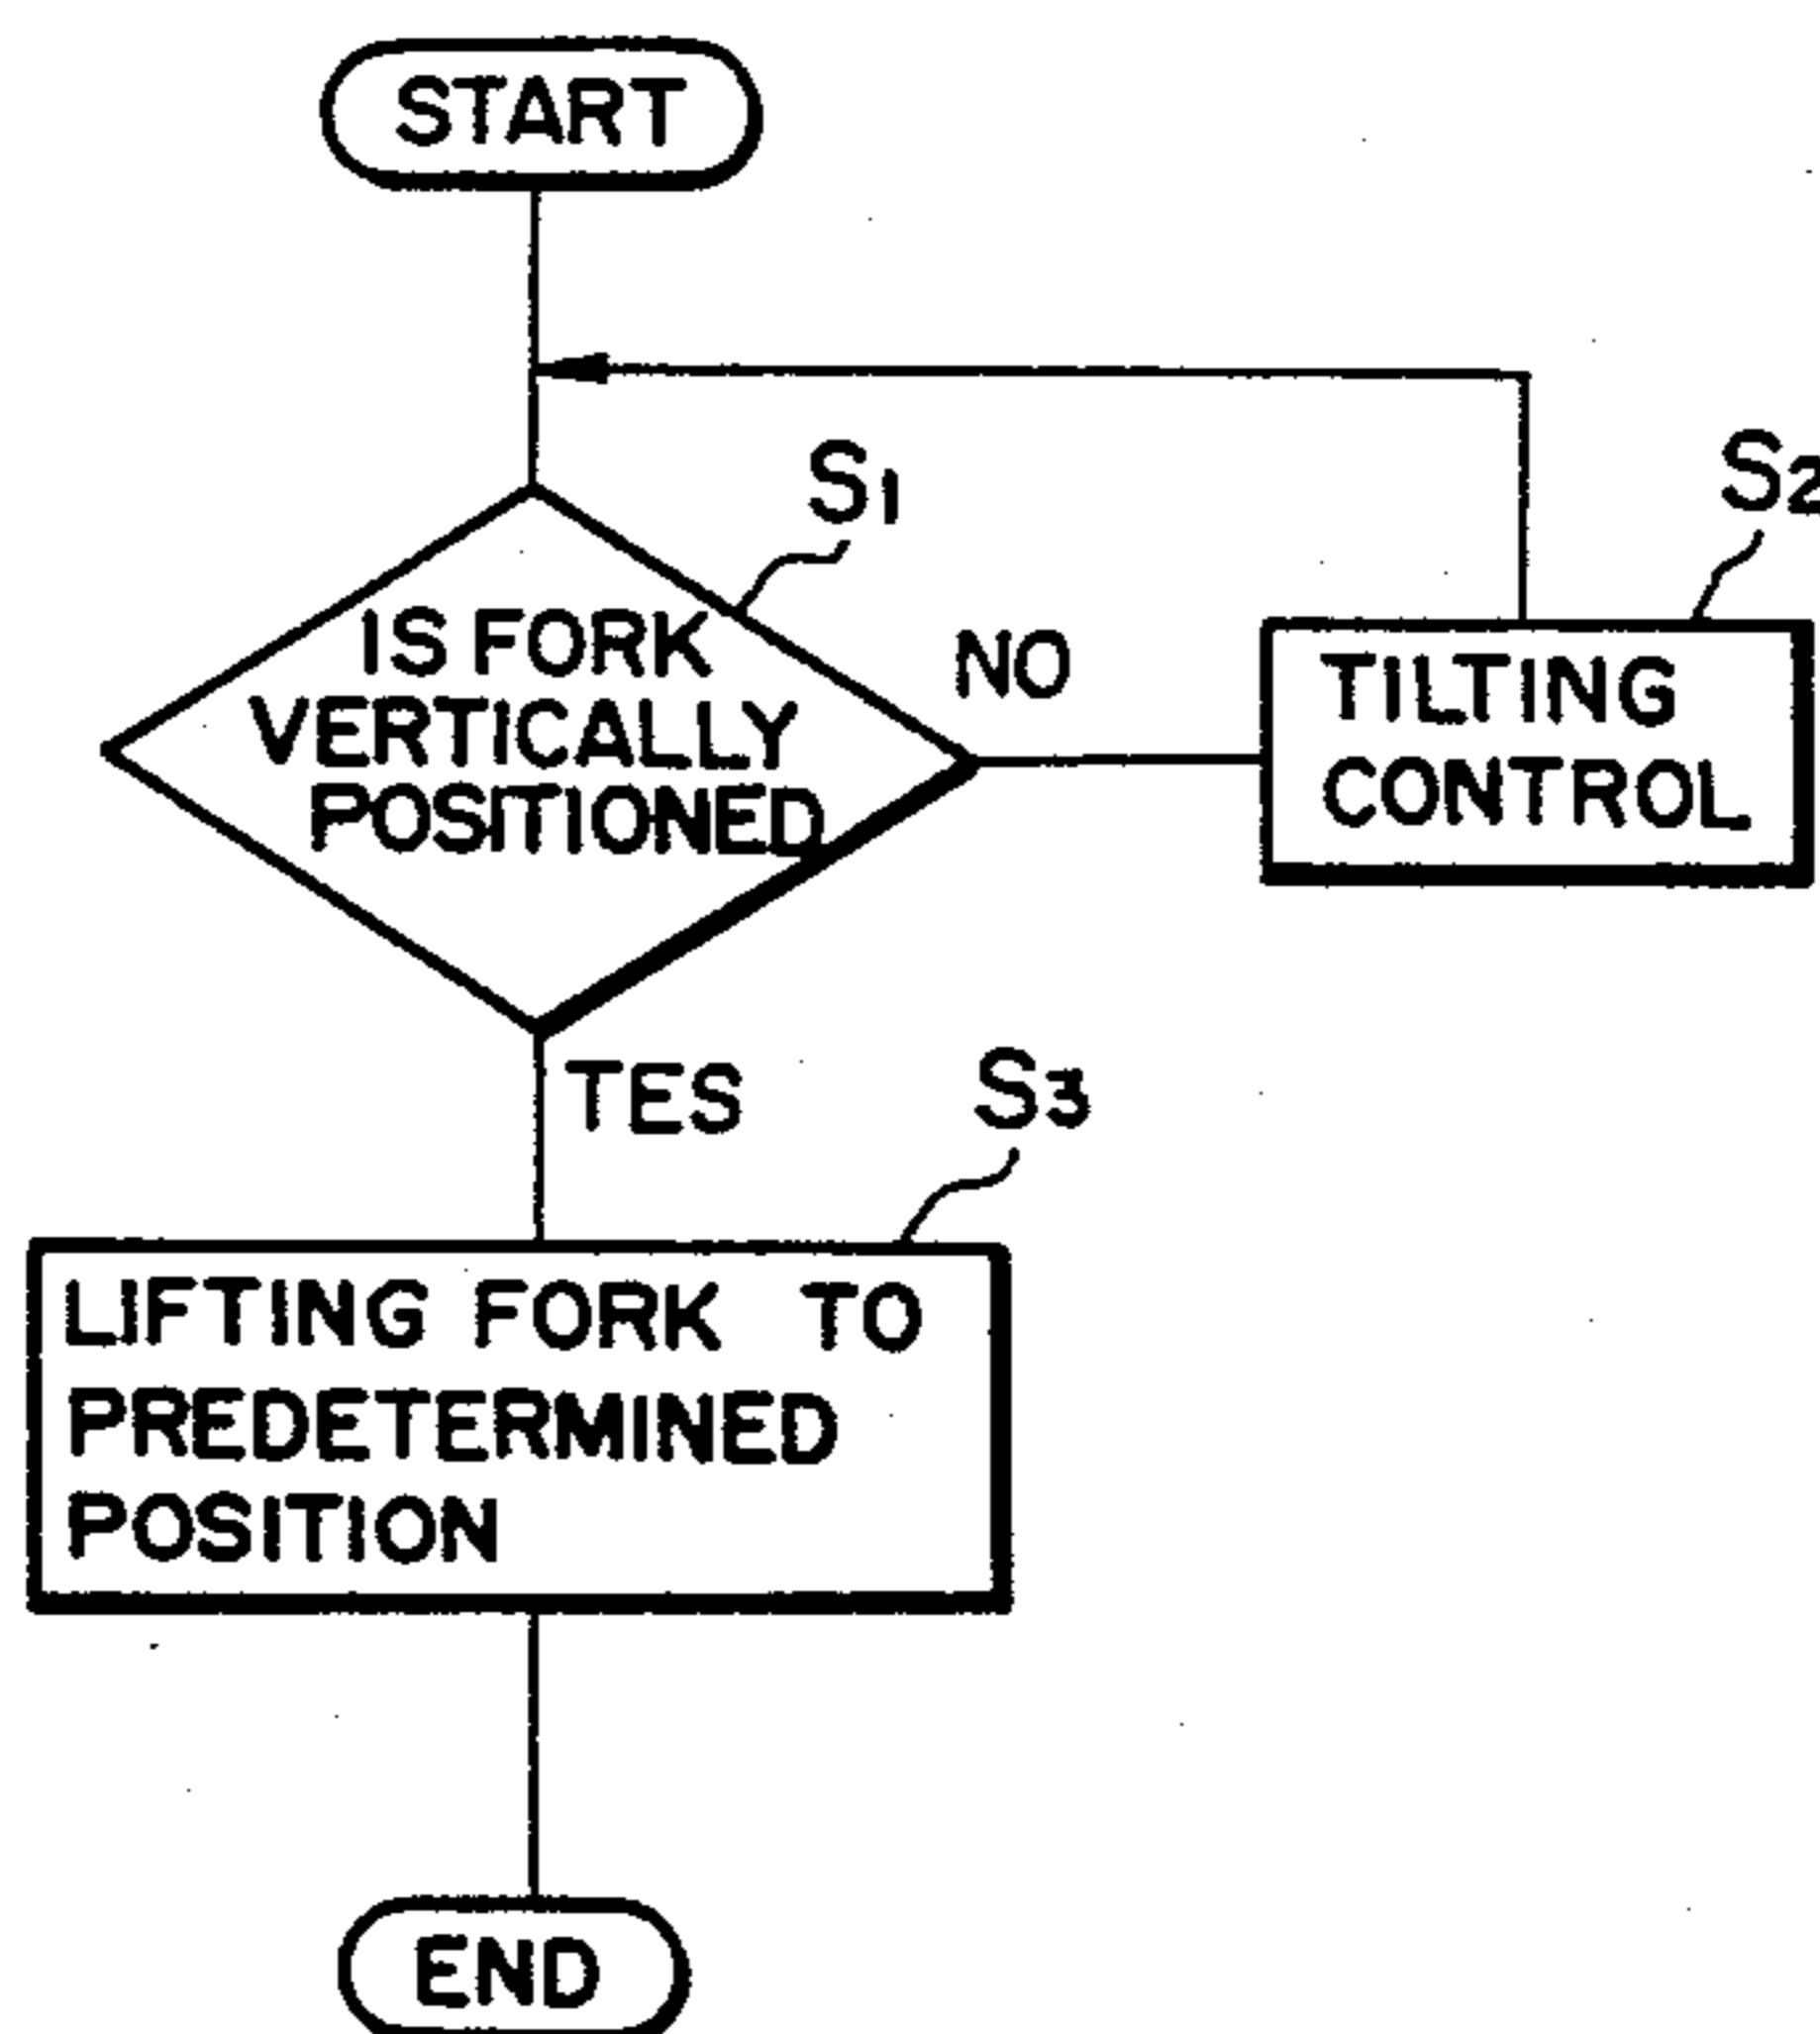 START
S1
S2
IS FORK
VERTICALLY
POSITIONED
NO
TILTING
CONTROL
TES
S3
LIFTING FORK TO
PREDETERMINED
POSITION
END